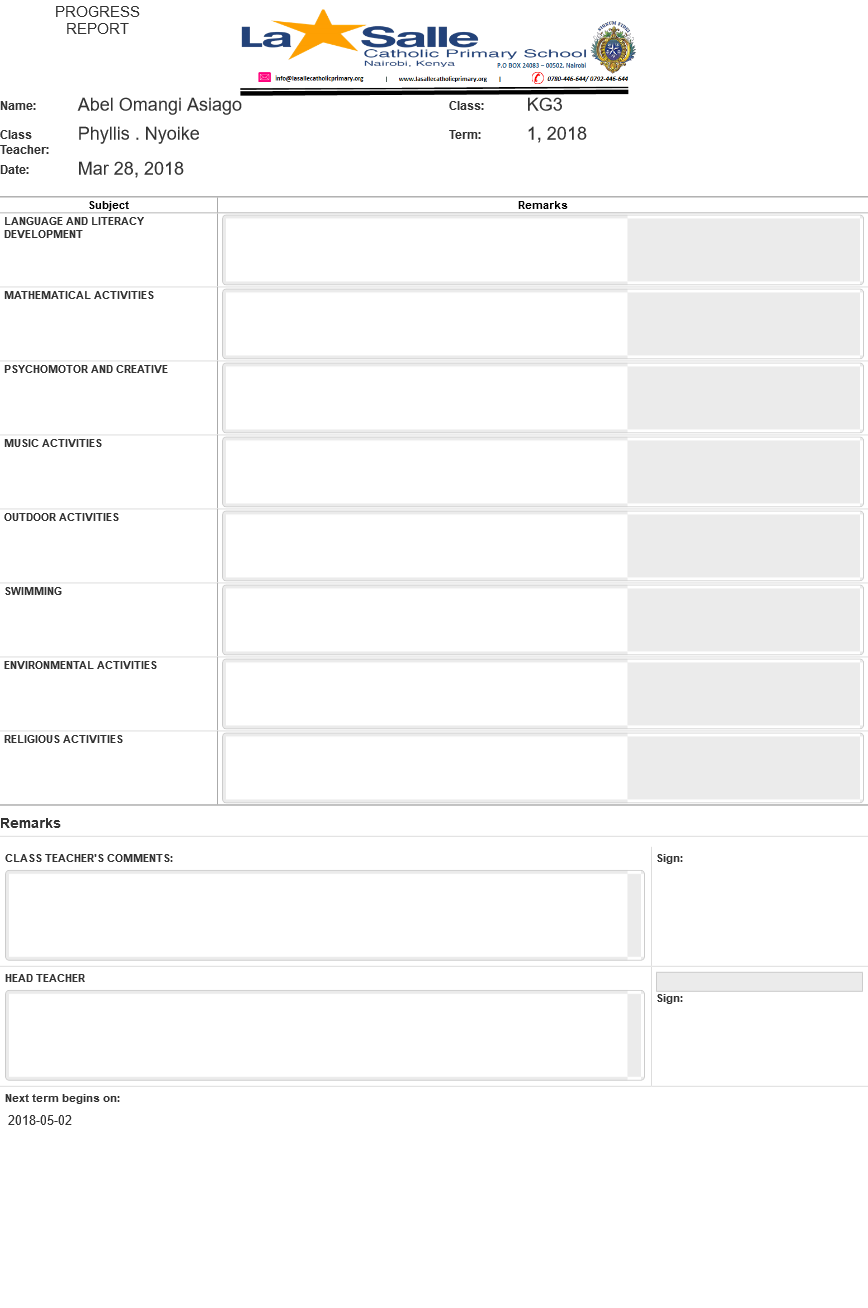 PROGRESS
REPORT
La Salle
Catholic Primary School
Nairobi, Kenya
P.O BOX 24083 – 00502, Nairobi
info@lasallecatholicprimary.org | www.lasallecatholicprimary.org | 0780-446-644/ 0792-446-644
Name: Abel Omangi Asiago Class: KG3
Class Teacher: Phyllis . Nyoike Term: 1, 2018
Date: Mar 28, 2018
Subject Remarks
LANGUAGE AND LITERACY
DEVELOPMENT
MATHEMATICAL ACTIVITIES
PSYCHOMOTOR AND CREATIVE
MUSIC ACTIVITIES
OUTDOOR ACTIVITIES
SWIMMING
ENVIRONMENTAL ACTIVITIES
RELIGIOUS ACTIVITIES
Remarks
CLASS TEACHER'S COMMENTS: Sign:
HEAD TEACHER
Sign:
Next term begins on:
2018-05-02